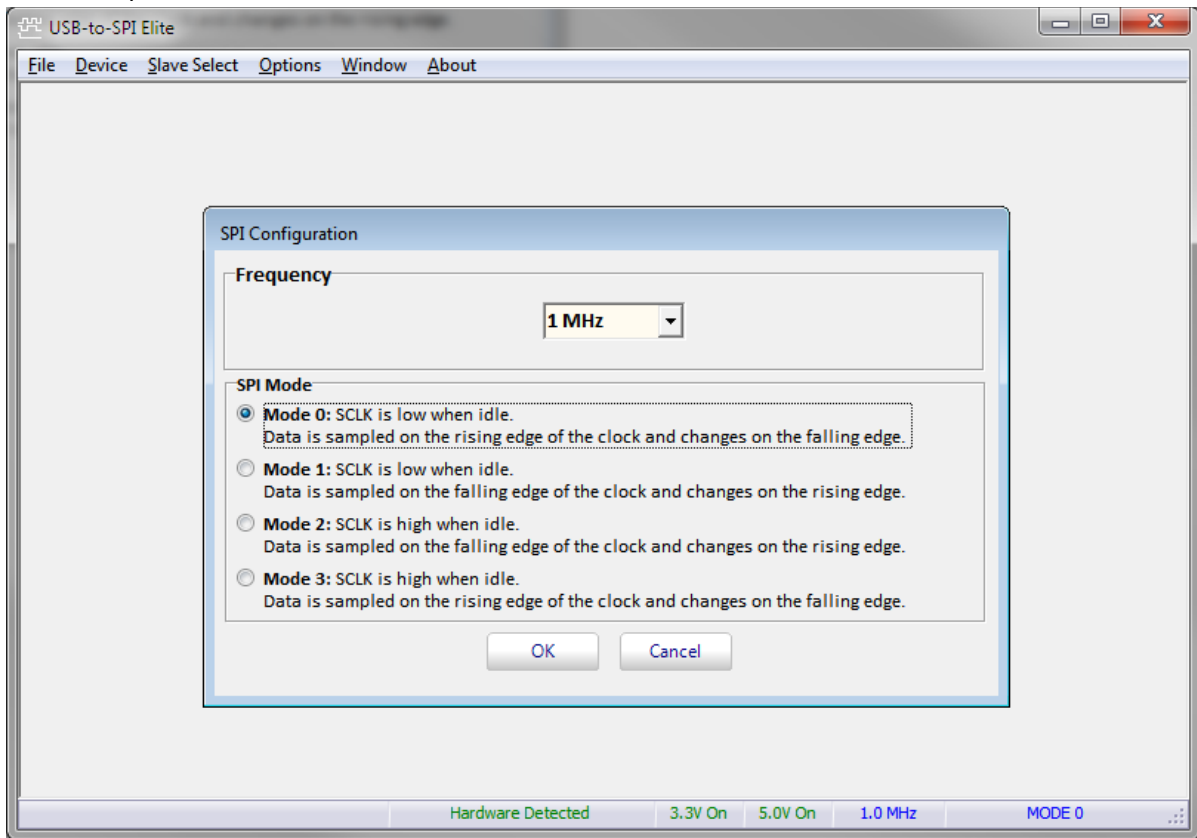 and changes on the rising edge.
USB-to-SPI Elite
File Device Slave Select Options Window About
SPI Configuration
Frequency
1 MHz
SPI Mode
Mode 0: SCLK is low when idle.
Data is sampled on the rising edge of the clock and changes on the falling edge.
Mode 1: SCLK is low when idle.
Data is sampled on the falling edge of the clock and changes on the rising edge.
Mode 2: SCLK is high when idle.
Data is sampled on the falling edge of the clock and changes on the rising edge.
Mode 3: SCLK is high when idle.
Data is sampled on the rising edge of the clock and changes on the falling edge.
OK Cancel
Hardware Detected 3.3V On 5.0V On 1.0 MHz MODE 0